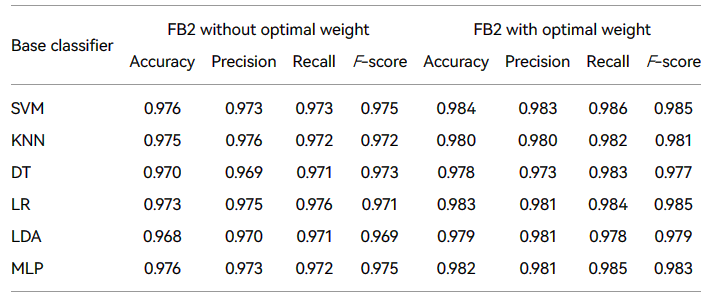 Base classifier FB2 without optimal weight FB2 with optimal weight
Accuracy Precision Recall F-score Accuracy Precision Recall F-score
SVM 0.976 0.973 0.973 0.975 0.984 0.983 0.986 0.985
KNN 0.975 0.976 0.972 0.972 0.980 0.980 0.982 0.981
DT 0.970 0.969 0.971 0.973 0.978 0.973 0.983 0.977
LR 0.973 0.975 0.976 0.971 0.983 0.981 0.984 0.985
LDA 0.968 0.970 0.971 0.969 0.979 0.981 0.978 0.979
MLP 0.976 0.973 0.972 0.975 0.982 0.981 0.985 0.983